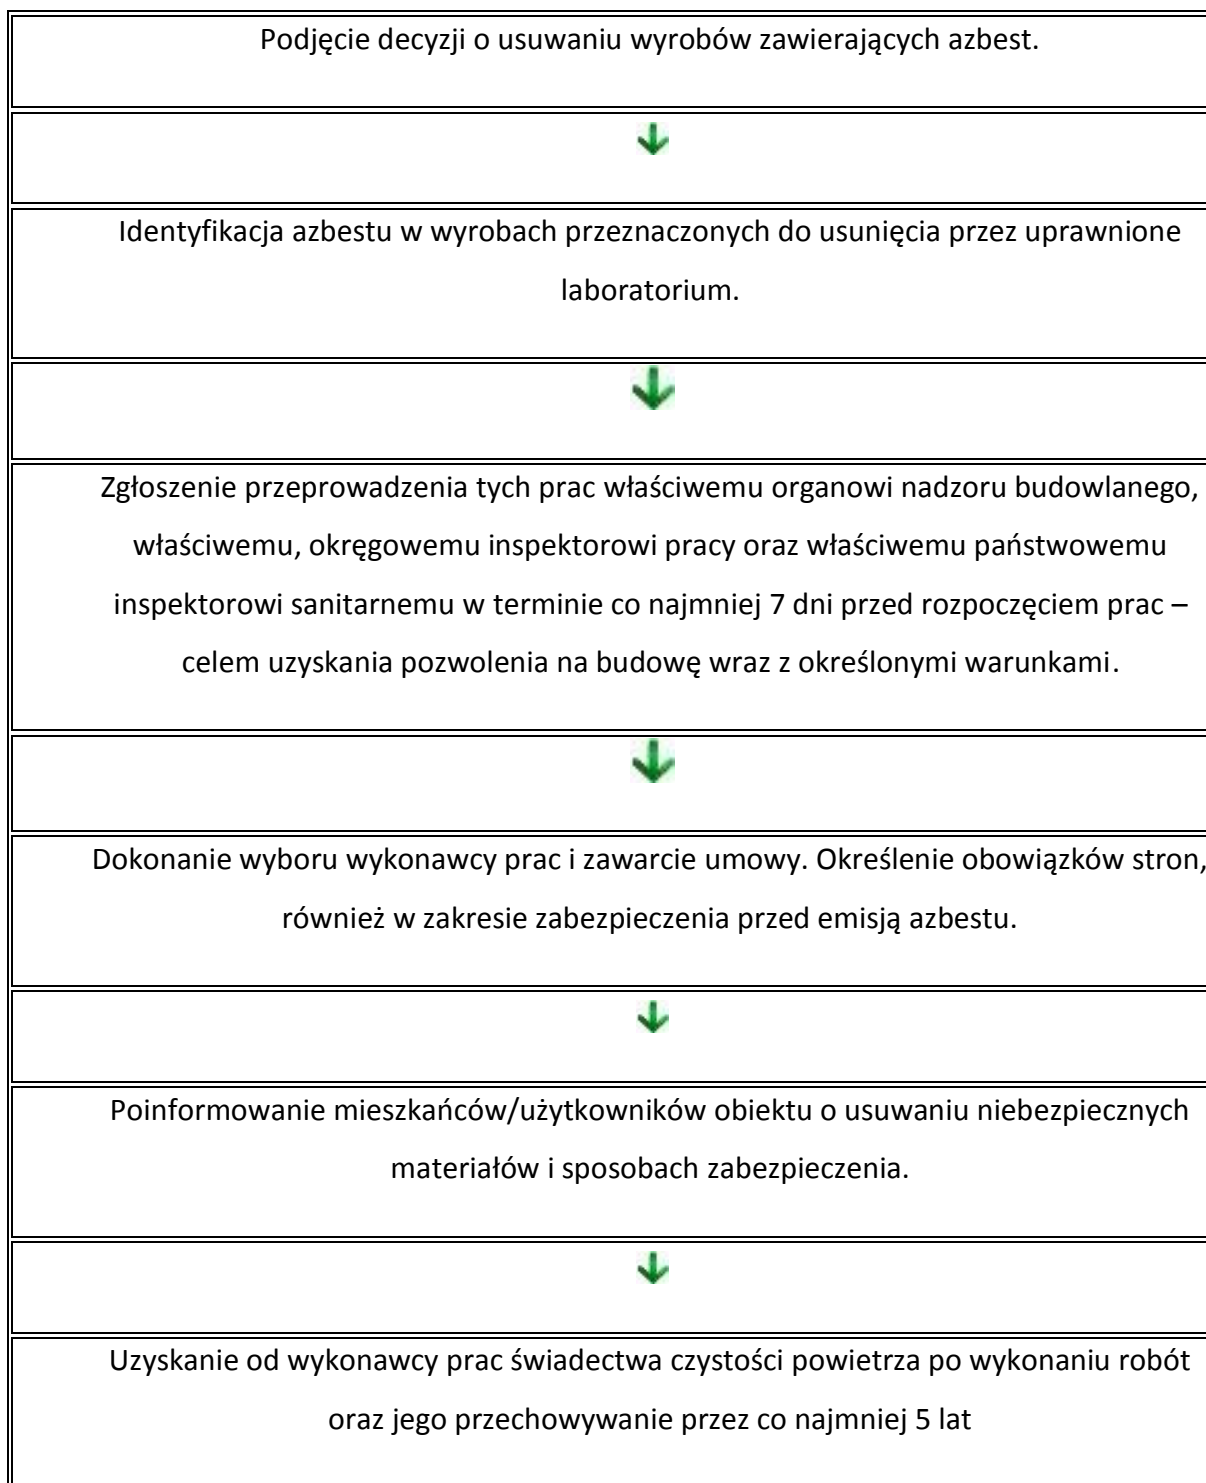 Podjęcie decyzji o usuwaniu wyrobów zawierających azbest.
Identyfikacja azbestu w wyrobach przeznaczonych do usunięcia przez uprawnione
laboratorium.
Zgłoszenie przeprowadzenia tych prac właściwemu organowi nadzoru budowlanego,
właściwemu, okręgowemu inspektorowi pracy oraz właściwemu państwowemu
inspektorowi sanitarnemu w terminie co najmniej 7 dni przed rozpoczęciem prac –
celem uzyskania pozwolenia na budowę wraz z określonymi warunkami.
Dokonanie wyboru wykonawcy prac i zawarcie umowy. Określenie obowiązków stron,
również w zakresie zabezpieczenia przed emisją azbestu.
Poinformowanie mieszkańców/użytkowników obiektu o usuwaniu niebezpiecznych
materiałów i sposobach zabezpieczenia.
Uzyskanie od wykonawcy prac świadectwa czystości powietrza po wykonaniu robót
oraz jego przechowywanie przez co najmniej 5 lat